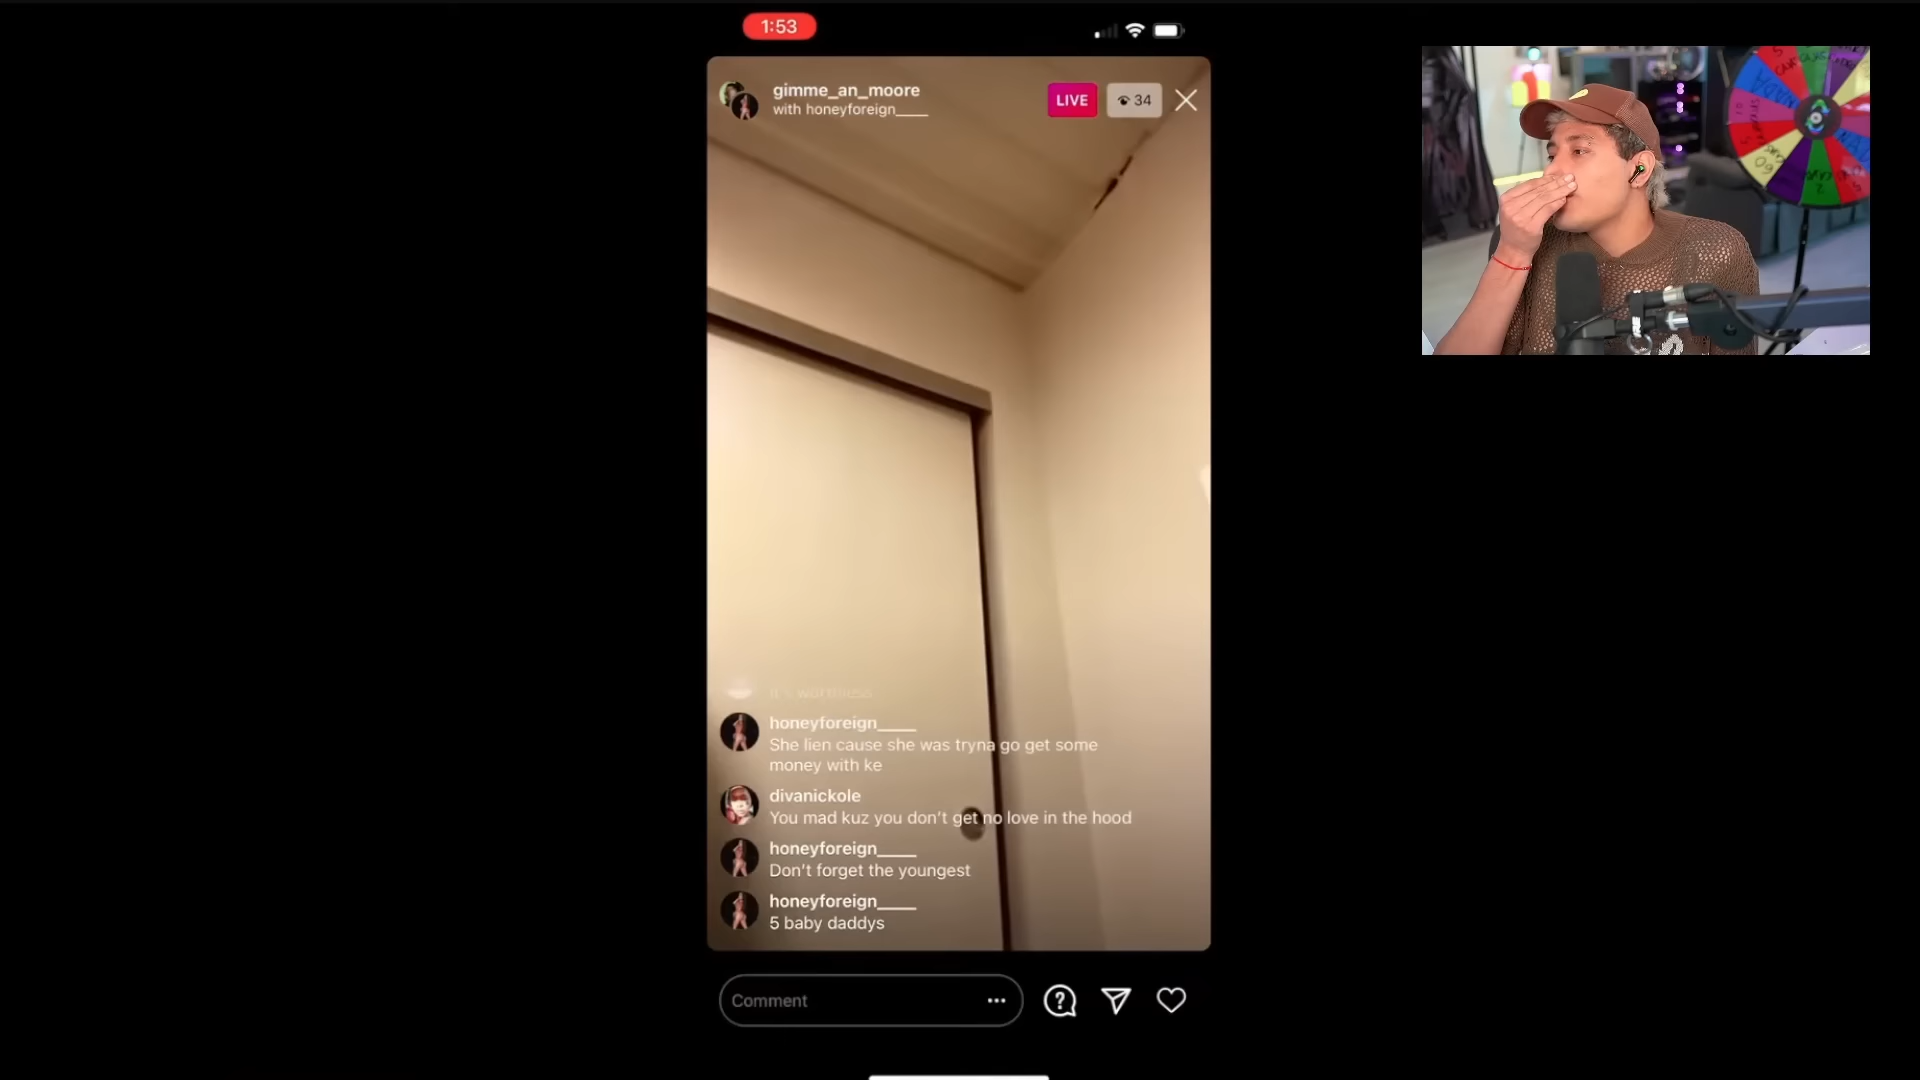 1:53
gimme_an_moore
with honeyforeign____
LIVE
34
honeyforeign____
She lien cause she was tryna go get some
money with ke
divanickole
You mad kuz you don't get no love in the hood
honeyforeign____
Don't forget the youngest
honeyforeign____
5 baby daddys
Comment